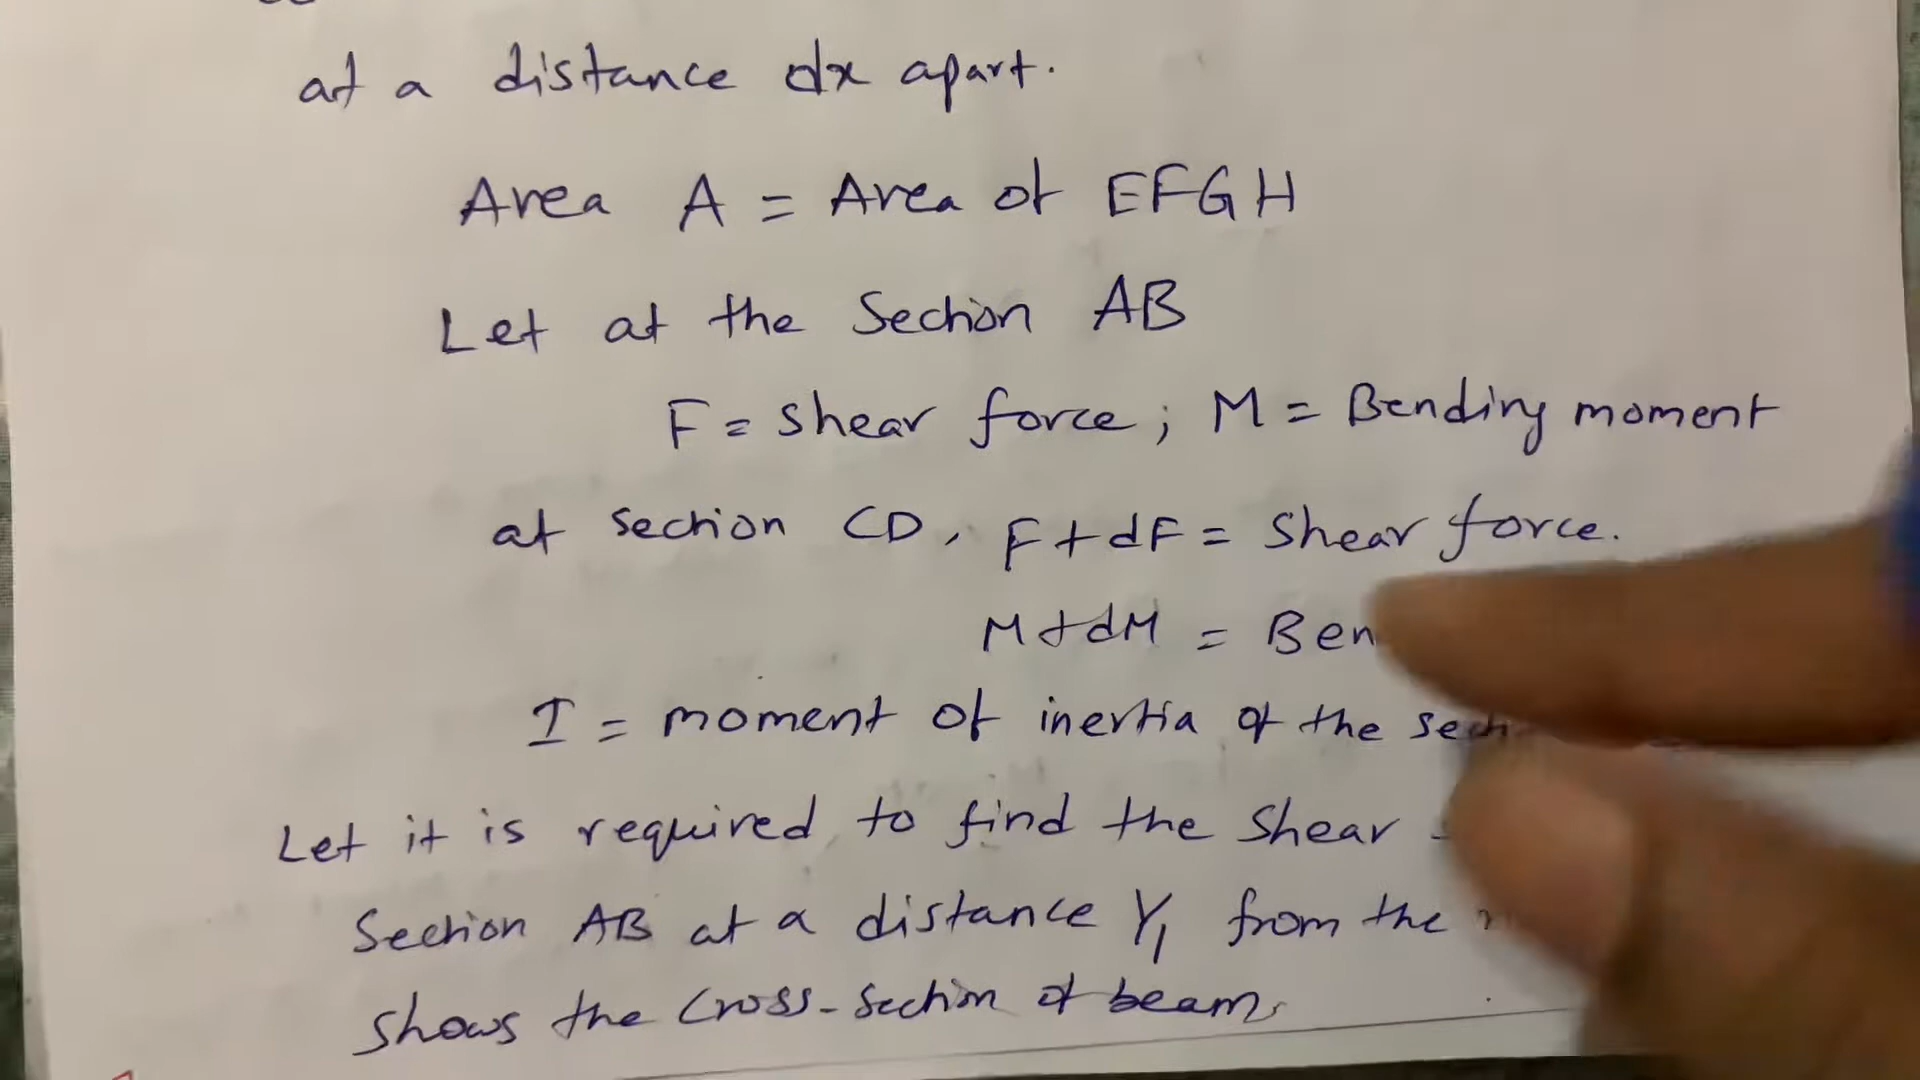 at a distance dx apart.
Area A = Area of EFGH
Let at the Section AB
F = shear force ; M = Bending moment
at section CD, F+dF = Shear force.
M+dM = Ben
I = moment of inertia of the sech
Let it is required to find the Shear
Section AB at a distance Y₁ from the
shows the Cross-section of beam.